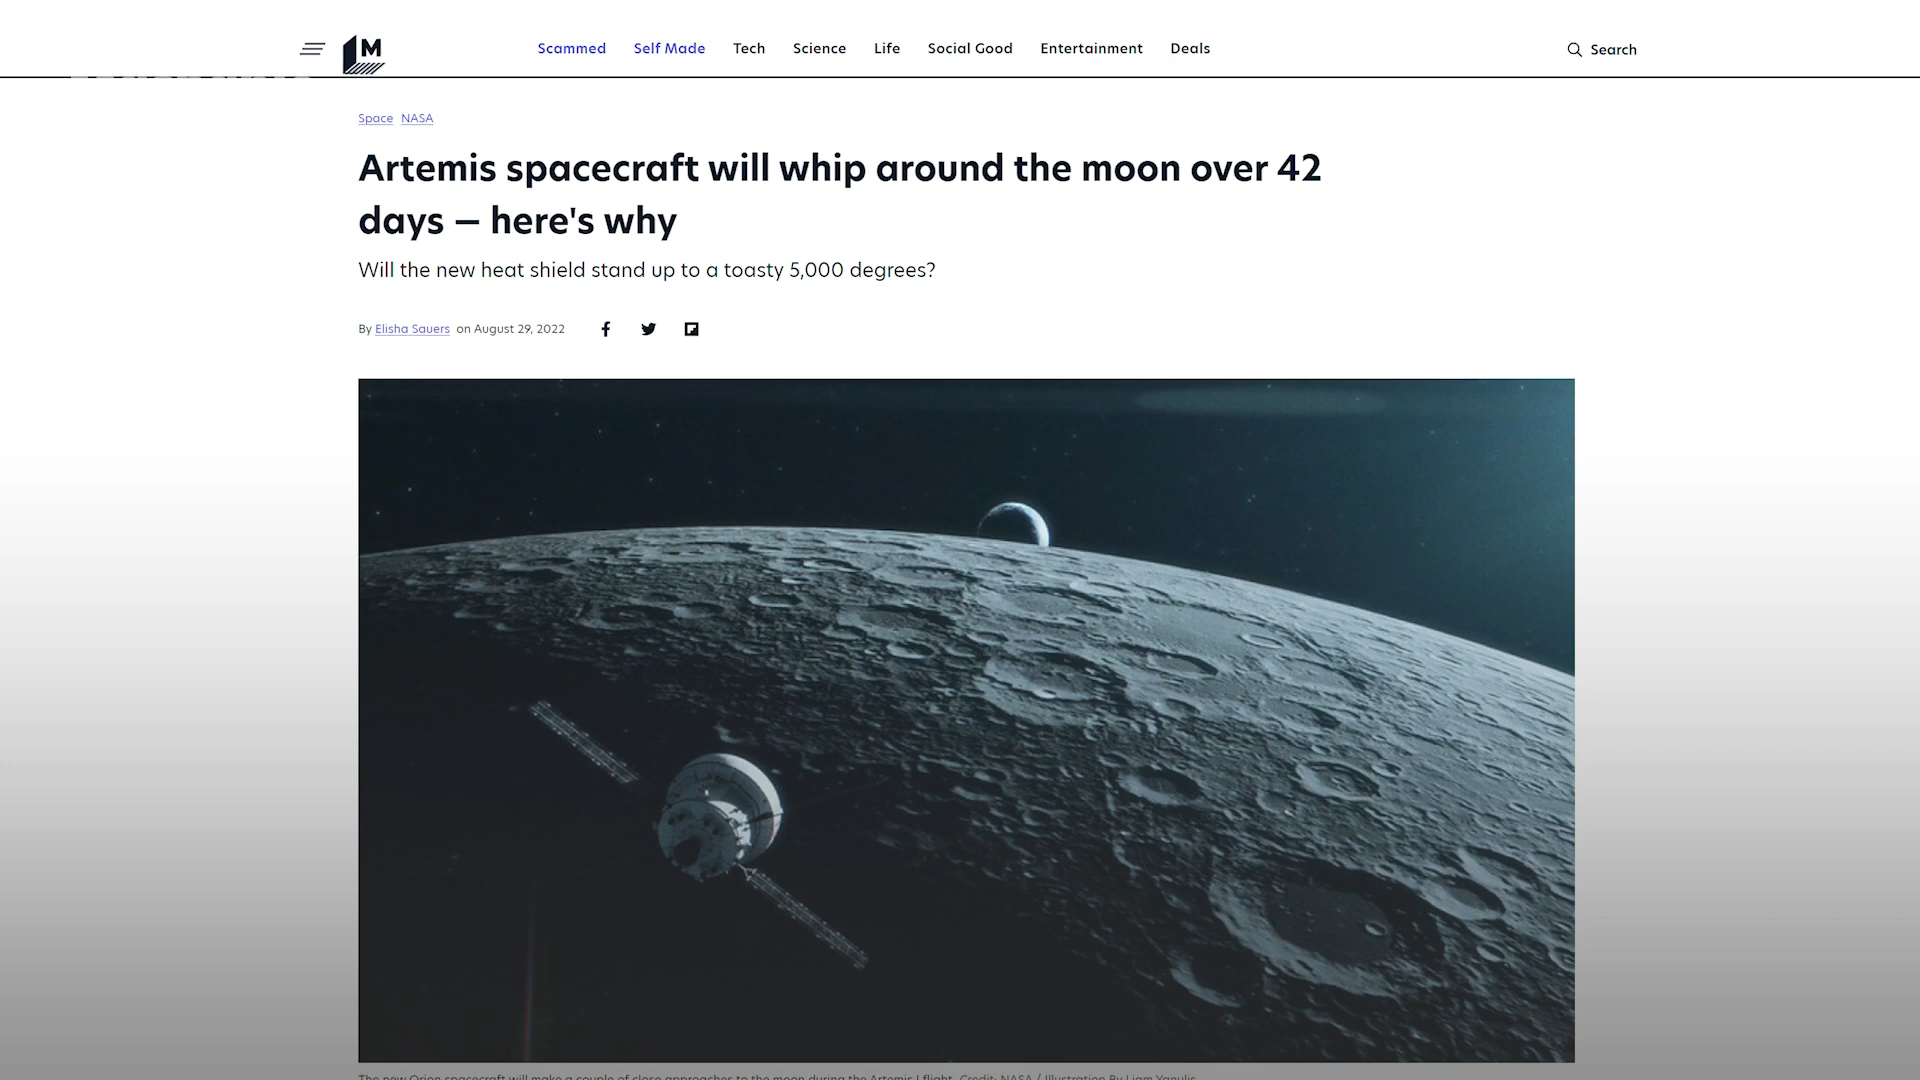 M
Scammed Self Made Tech Science Life Social Good Entertainment Deals
Search
Space NASA
Artemis spacecraft will whip around the moon over 42
days — here's why
Will the new heat shield stand up to a toasty 5,000 degrees?
By Elisha Sauers on August 29, 2022
The new Orion spacecraft will make a couple of close approaches to the moon during the Artemis I flight. Credit: NASA / Illustration By Liam Yanulis